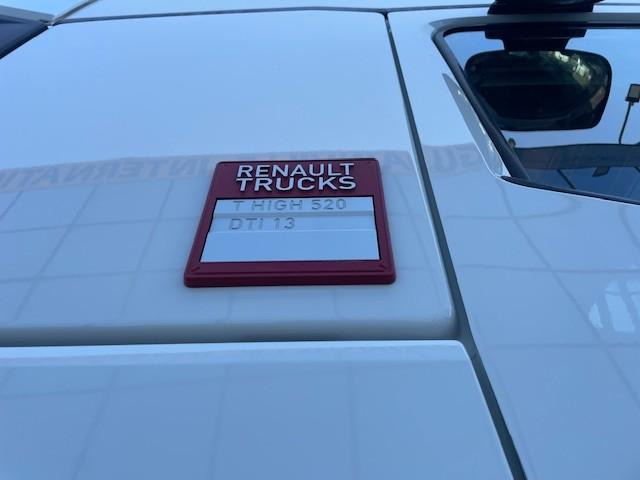 RENAULT
TRUCKS
T HIGH 520
DTI 13